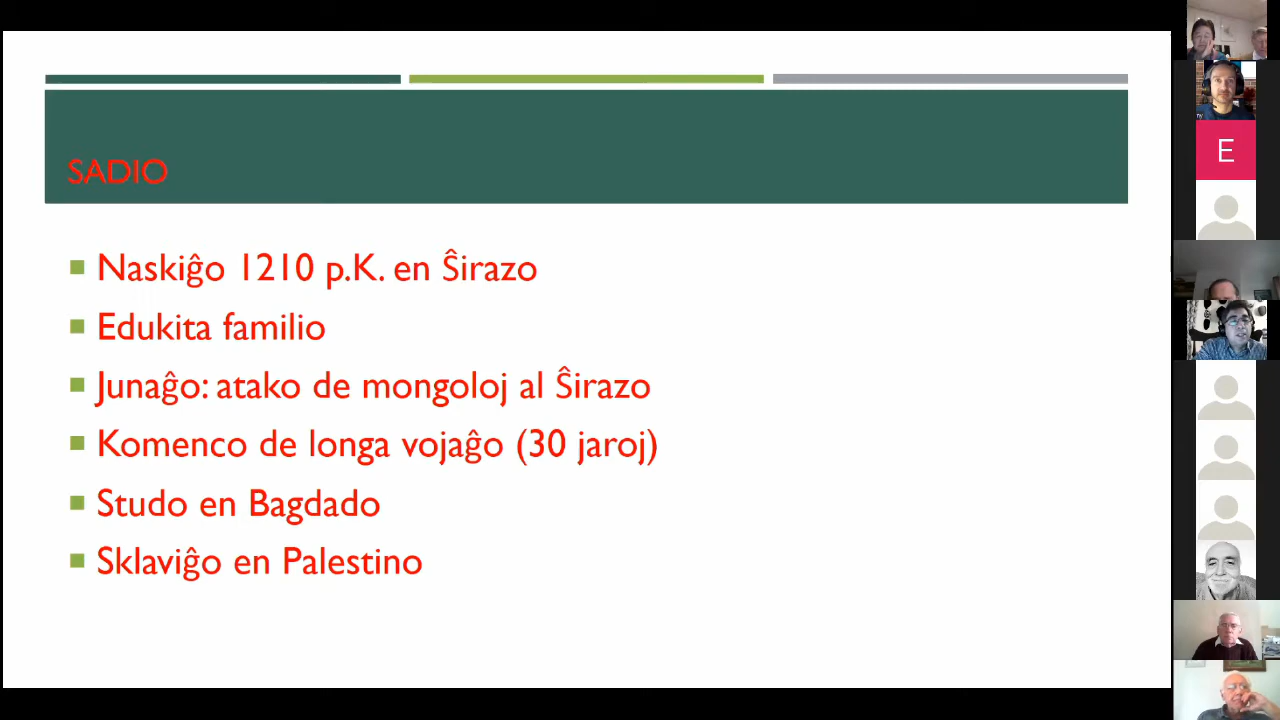 SADIO
Naskiĝo 1210 p.K. en Ŝirazo
Edukita familio
Junaĝo: atako de mongoloj al Ŝirazo
Komenco de longa vojaĝo (30 jaroj)
Studo en Bagdado
Sklaviĝo en Palestino
E